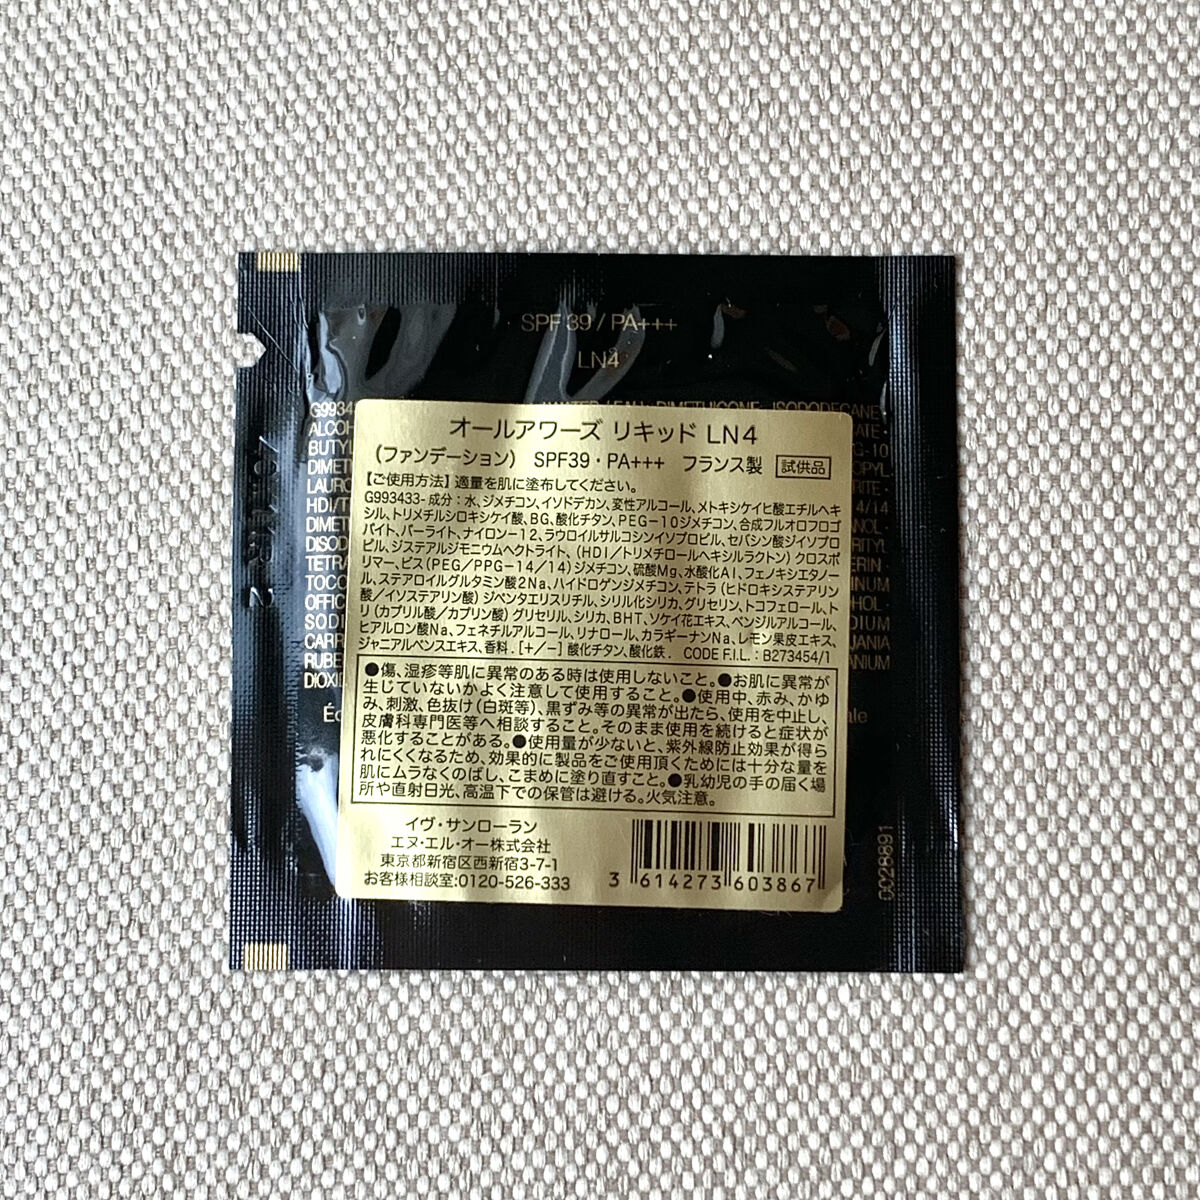 SPF 39 / PA+++
LN4
G99343 WATER / EAU · DIMETHICONE · ISODODECANE ·
ALCOH
BUTYL G-10
DIMET OPYL
LAURO RITE ·
HDI/T 4/14
DIMET NOL ·
DISO RITYL
TETRA ERIN ·
TOCO INUM
OFFIC OHOL ·
SODI DIUM
CARR JANIA
RUBE ANIUM
DIOXID
オールアワーズ リキッド LN4
(ファンデーション) SPF39・PA+++ フランス製 試供品
【ご使用方法】適量を肌に塗布してください。
G993433-成分:水、ジメチコン、イソドデカン、変性アルコール、メトキシケイヒ酸エチルヘキ
シル、トリメチルシロキシケイ酸、BG、酸化チタン、PEG-10ジメチコン、合成フルオロフロゴ
パイト、パーライト、ナイロン-12、ラウロイルサルコシンイソプロピル、セバシン酸ジイソプロ
ピル、ジステアルジモニウムヘクトライト、(HDI/トリメチロールヘキシルラクトン)クロスポ
リマー、ビス(PEG/PPG-14/14)ジメチコン、硫酸Mg、水酸化Al、フェノキシエタノー
ル、ステアロイルグルタミン酸2Na、ハイドロゲンジメチコン、テトラ(ヒドロキシステアリン
酸/イソステアリン酸)ジペンタエリスリチル、シリル化シリカ、グリセリン、トコフェロール、ト
リ(カプリル酸/カプリン酸)グリセリル、シリカ、BHT、ソケイ花エキス、ベンジルアルコール、
ヒアルロン酸Na、フェネチルアルコール、リナロール、カラギーナンNa、レモン果皮エキス、
ジャニアルベンスエキス、香料. [+/-] 酸化チタン、酸化鉄. CODE F.I.L. : B273454/1
●傷、湿疹等肌に異常のある時は使用しないこと。●お肌に異常が
生じていないかよく注意して使用すること。●使用中、赤み、かゆ
み、刺激、色抜け(白斑等)、黒ずみ等の異常が出たら、使用を中止し、
皮膚科専門医等へ相談すること。そのまま使用を続けると症状が
悪化することがある。●使用量が少ないと、紫外線防止効果が得ら
れにくくなるため、効果的に製品をご使用頂くためには十分な量を
肌にムラなくのばし、こまめに塗り直すこと。●乳幼児の手の届く場
所や直射日光、高温下での保管は避ける。火気注意。
イヴ・サンローラン
エヌ・エル・オー株式会社
東京都新宿区西新宿3-7-1
お客様相談室:0120-526-333
3 614273 603867
0028891